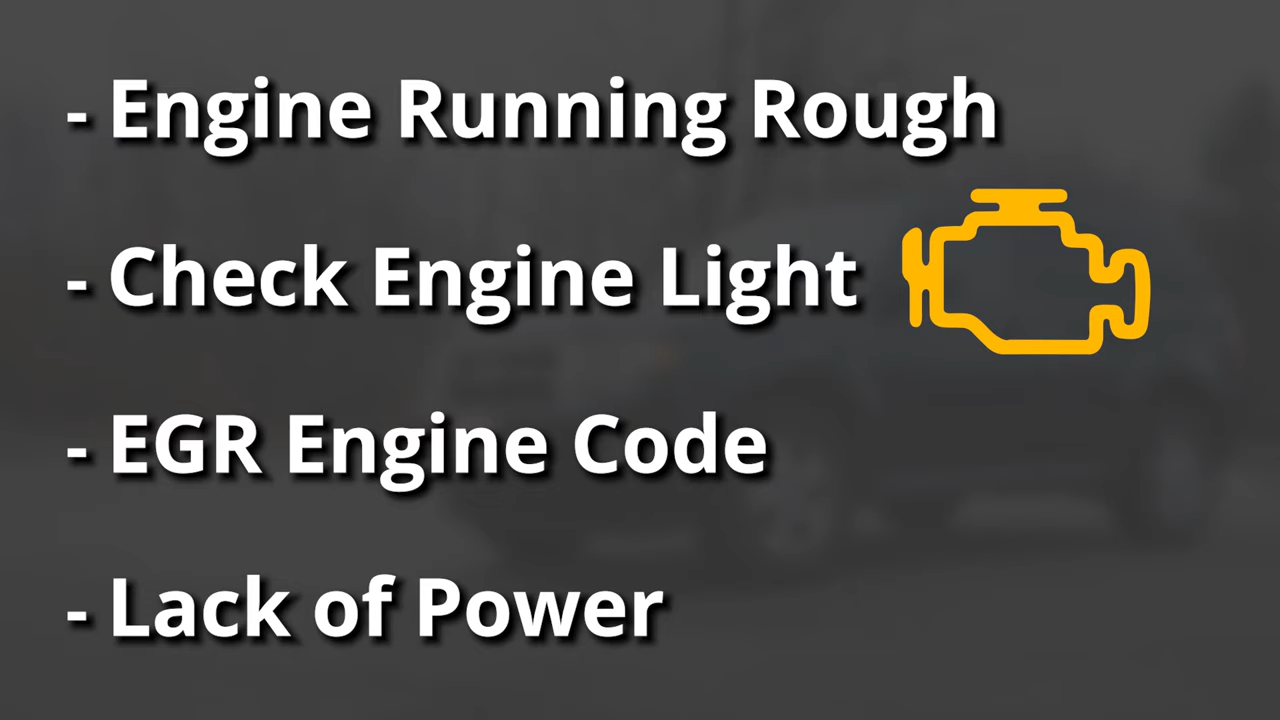 - Engine Running Rough
- Check Engine Light
- EGR Engine Code
- Lack of Power